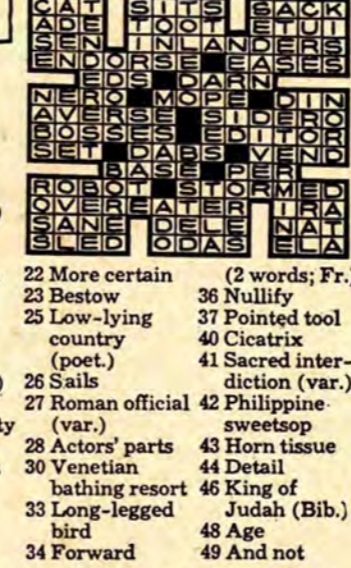 CAT SITS SACK
ADE TOOT ETUI
SEN INLANDERS
ENDORSE EASES
EDS DARN
NERO MOPE DIN
AVERSE SIDERO
BOSSES EDITOR
SET DABS VEND
BASE PER
ROBOT STORMED
OVEREATER IRA
SANE DELE NAT
SLED ODAS ELA
22 More certain
23 Bestow
25 Low-lying
country
(poet.)
26 Sails
27 Roman official
(var.)
28 Actors' parts
30 Venetian
bathing resort
33 Long-legged
bird
34 Forward
(2 words; Fr.)
36 Nullify
37 Pointed tool
40 Cicatrix
41 Sacred inter-
diction (var.)
42 Philippine
sweetsop
43 Horn tissue
44 Detail
46 King of
Judah (Bib.)
48 Age
49 And not